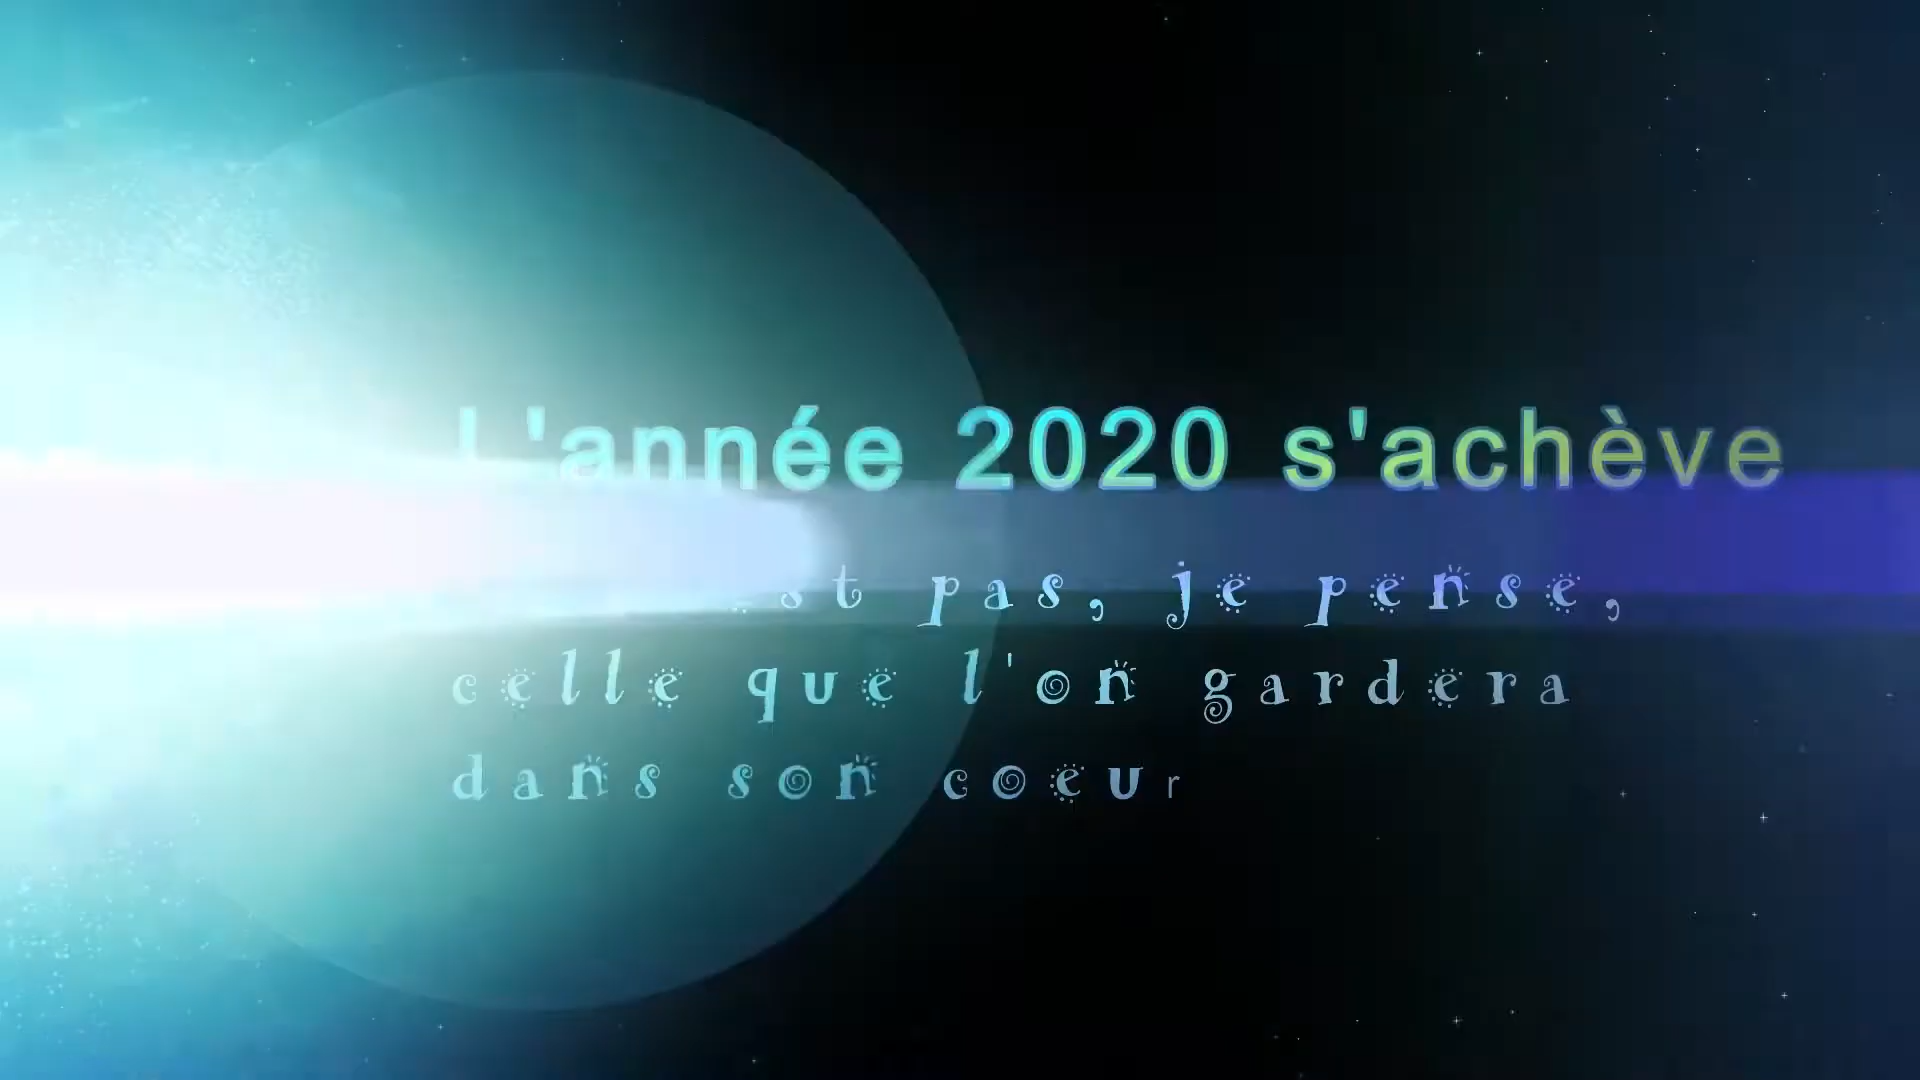 L'année 2020 s'achève
pas, je pense,
celle que l'on gardera
dans son coeur